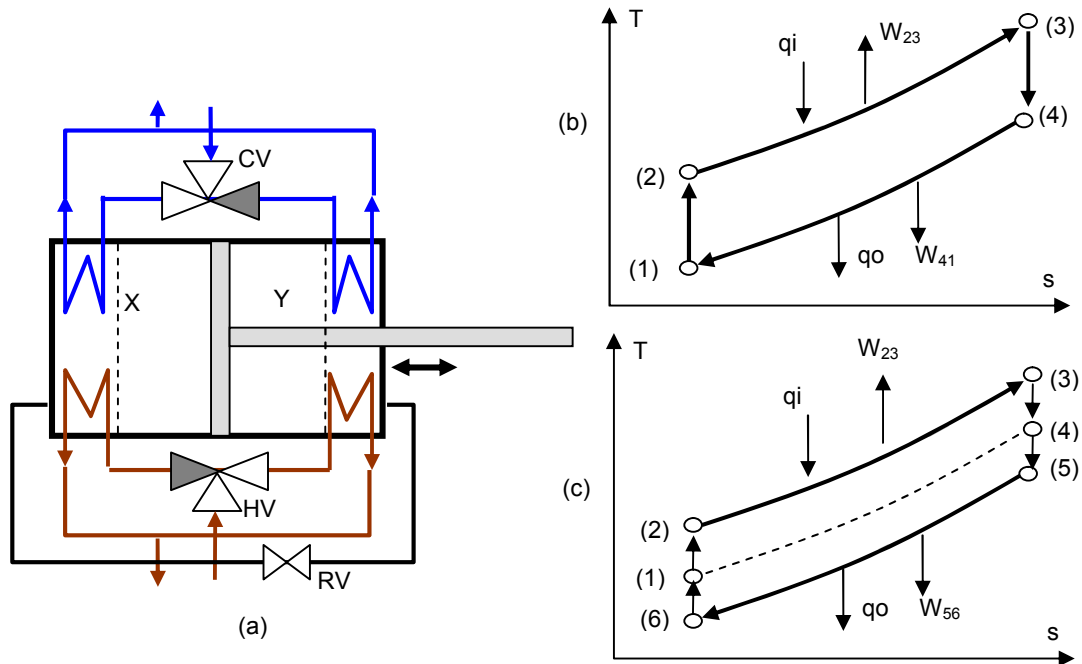 CV
X
Y
HV
RV
(a)
T
(3)
W23
qi
(b)
(4)
(2)
qo
W41
(1)
s
T
W23
(3)
qi
(4)
(c)
(5)
(2)
(1)
W56
qo
(6)
s